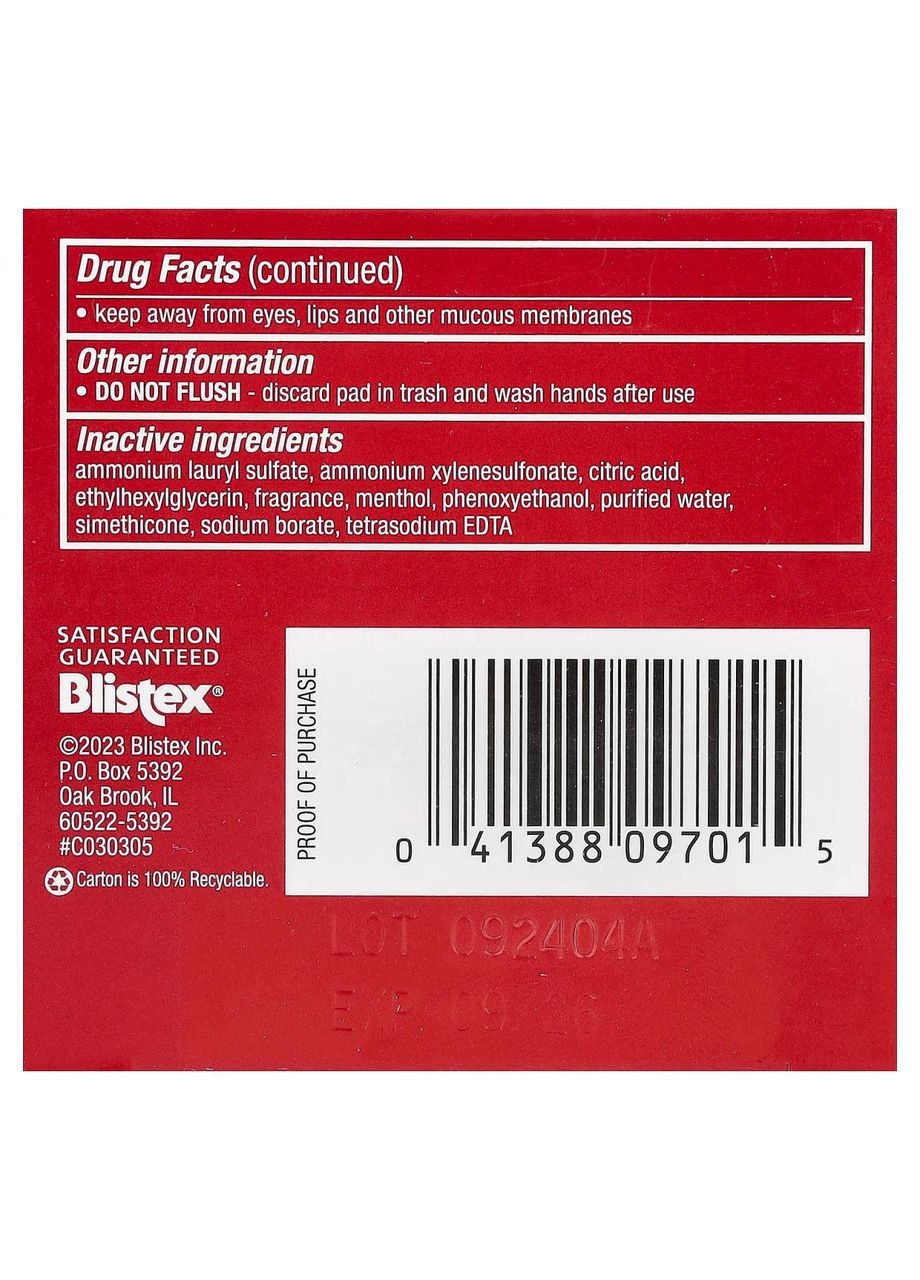 Drug Facts (continued)
• keep away from eyes, lips and other mucous membranes
Other information
• DO NOT FLUSH - discard pad in trash and wash hands after use
Inactive ingredients
ammonium lauryl sulfate, ammonium xylenesulfonate, citric acid,
ethylhexylglycerin, fragrance, menthol, phenoxyethanol, purified water,
simethicone, sodium borate, tetrasodium EDTA
SATISFACTION
GUARANTEED
Blistex®
©2023 Blistex Inc.
P.O. Box 5392
Oak Brook, IL
60522-5392
#C030305
Carton is 100% Recyclable.
PROOF OF PURCHASE
0 41388 09701 5
LOT 092404A
EXP 09